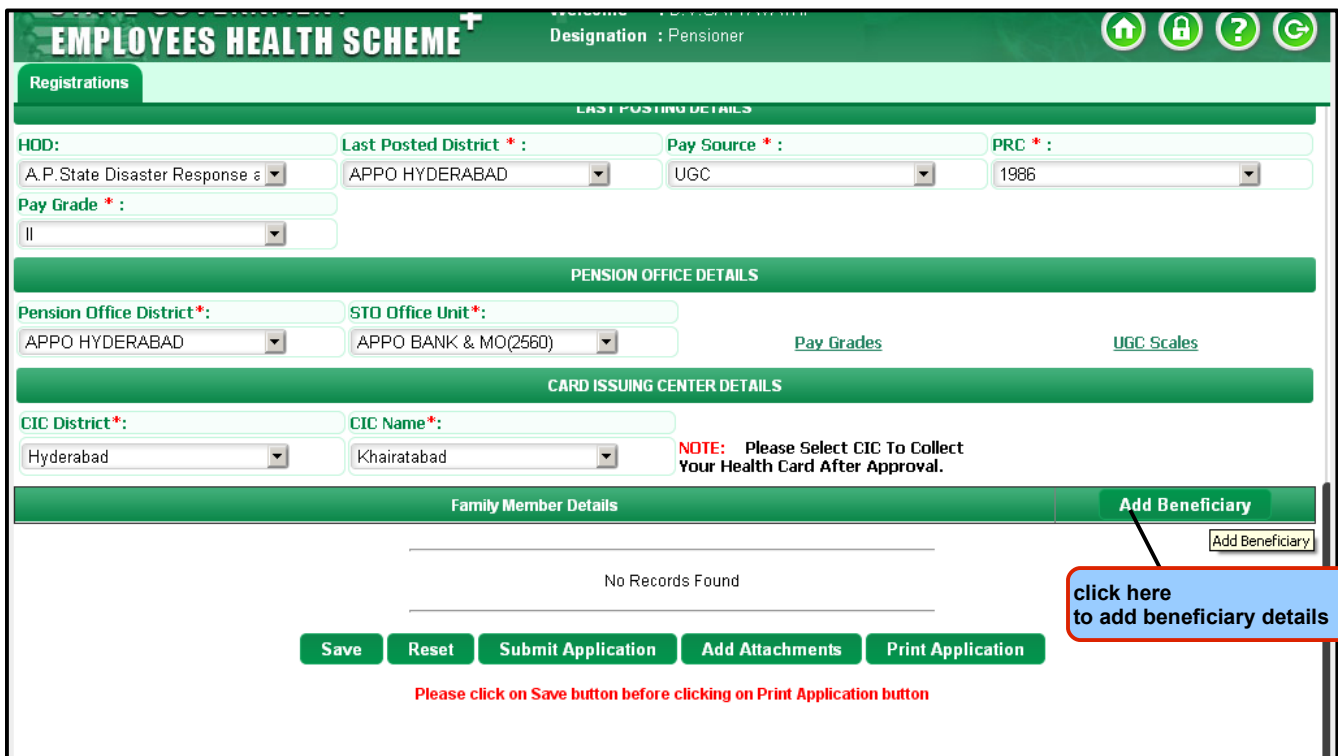 EMPLOYEES HEALTH SCHEME
Designation : Pensioner
Registrations
LAST POSTING DETAILS
HOD: Last Posted District * : Pay Source * : PRC * :
A.P.State Disaster Response a APPO HYDERABAD UGC 1986
Pay Grade * :
II
PENSION OFFICE DETAILS
Pension Office District*: STO Office Unit*:
APPO HYDERABAD APPO BANK & MO(2560) Pay Grades UGC Scales
CARD ISSUING CENTER DETAILS
CIC District*: CIC Name*:
Hyderabad Khairatabad NOTE: Please Select CIC To Collect
Your Health Card After Approval.
Family Member Details Add Beneficiary
Add Beneficiary
No Records Found
click here
to add beneficiary details
Save Reset Submit Application Add Attachments Print Application
Please click on Save button before clicking on Print Application button